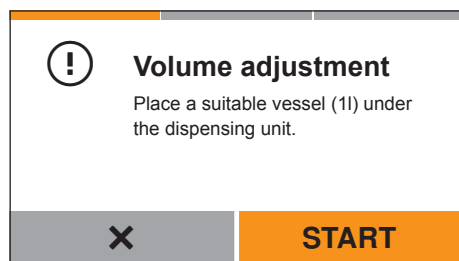 Volume adjustment
Place a suitable vessel (1l) under
the dispensing unit.
START